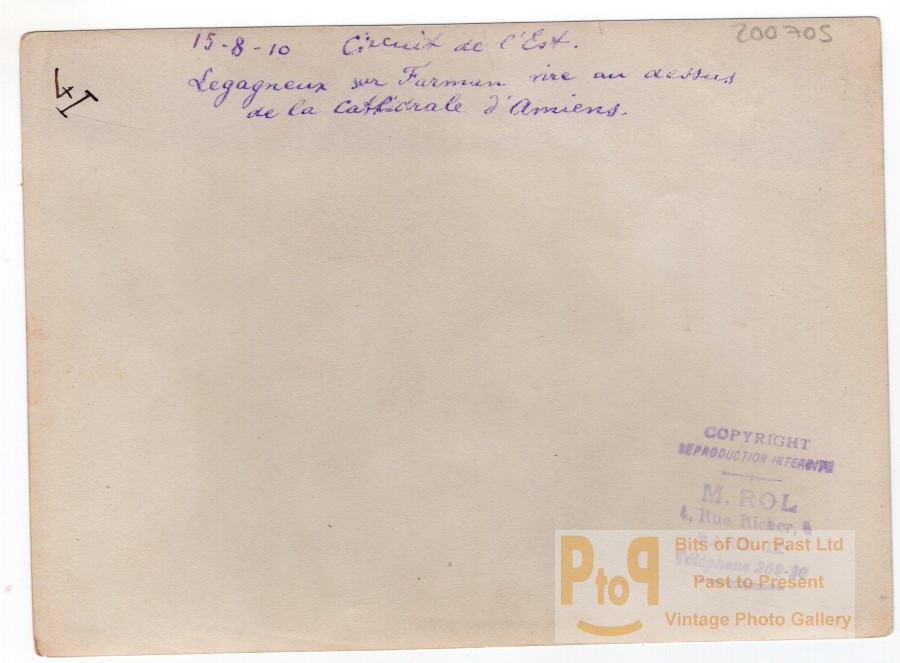 200705
15-8-10 Circuit de l'Est.
Legagneux sur Farman vire au dessus
de la Cathédrale d'Amiens.
COPYRIGHT
REPRODUCTION INTERDITE
M. ROL
4, Rue Richer, 4
Téléphone
PtoP
Bits of Our Past Ltd
Past to Present
Vintage Photo Gallery